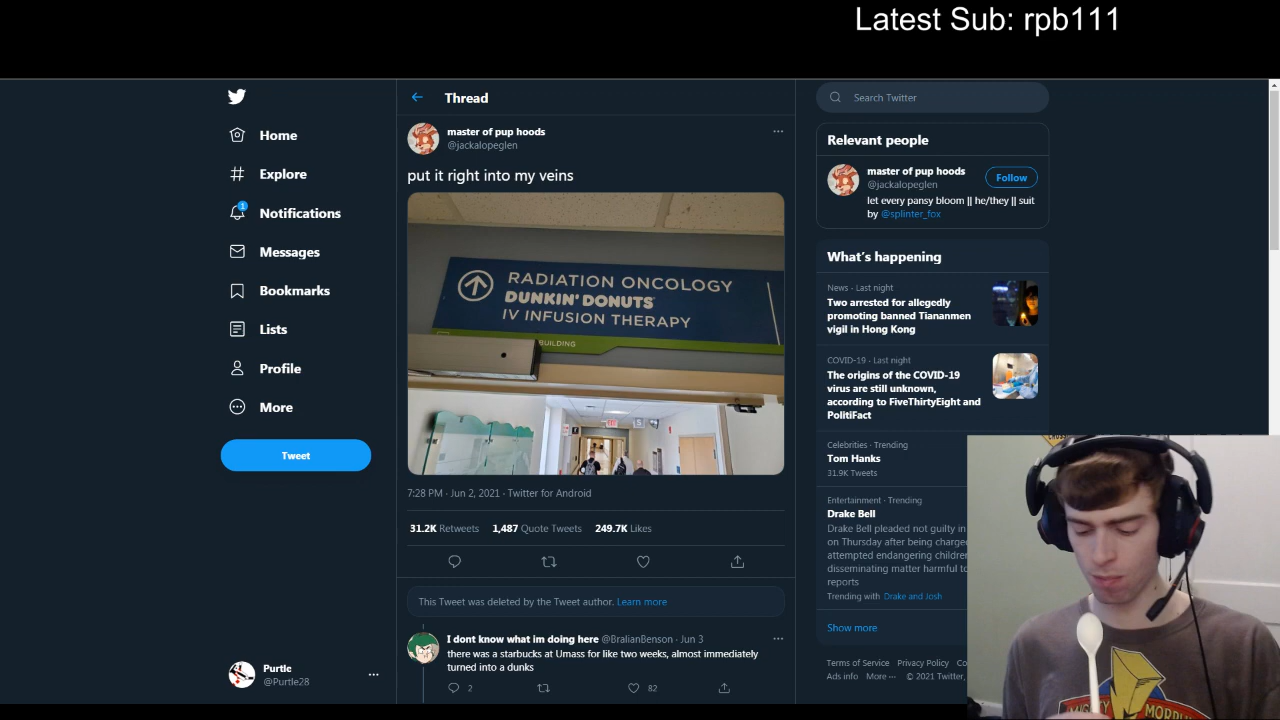 Latest Sub: rpb111
Home
Explore
1
Notifications
Messages
Bookmarks
Lists
Profile
More
Tweet
Purtle
@Purtle28
Thread
master of pup hoods
@jackalopeglen
put it right into my veins
RADIATION ONCOLOGY
DUNKIN' DONUTS
IV INFUSION THERAPY
BUILDING
7:28 PM · Jun 2, 2021 · Twitter for Android
31.2K Retweets 1,487 Quote Tweets 249.7K Likes
This Tweet was deleted by the Tweet author. Learn more
I dont know what im doing here @BralianBenson · Jun 3
there was a starbucks at Umass for like two weeks, almost immediately
turned into a dunks
2 82
Search Twitter
Relevant people
master of pup hoods
@jackalopeglen
Follow
let every pansy bloom || he/they || suit
by @splinter_fox
What's happening
News · Last night
Two arrested for allegedly
promoting banned Tiananmen
vigil in Hong Kong
COVID-19 · Last night
The origins of the COVID-19
virus are still unknown,
according to FiveThirtyEight and
PolitiFact
Celebrities · Trending
Tom Hanks
31.9K Tweets
Entertainment · Trending
Drake Bell
Drake Bell pleaded not guilty in
on Thursday after being charge
attempted endangering childre
disseminating matter harmful to
reports
Trending with Drake and Josh
Show more
Terms of Service Privacy Policy Co
Ads info More ··· © 2021 Twitter,
MIGHTY MORPH